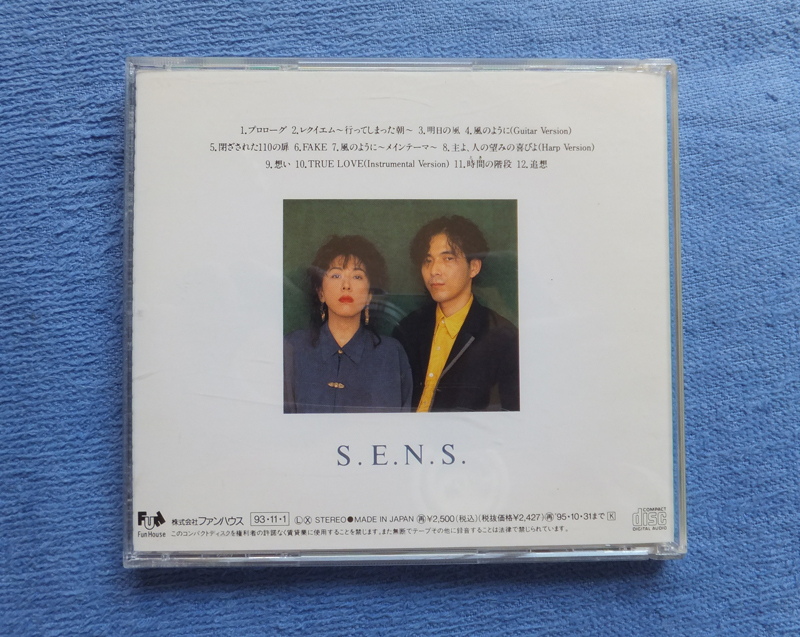 1.プロローグ 2.レクイエム〜行ってしまった朝〜 3.明日の風 4.風のように(Guitar Version)
5.閉ざされた110の扉 6.FAKE 7.風のように〜メインテーマ〜 8.主よ、人の望みの喜びよ(Harp Version)
9.想い 10.TRUE LOVE(Instrumental Version) 11.時間の階段 12.追想
S.E.N.S.
FUN
Fun House
株式会社ファンハウス 93・11・1 L X STEREO●MADE IN JAPAN 再¥2,500(税込)(税抜価格¥2,427)再'95・10・31まで K
COMPACT
disc
DIGITAL AUDIO
このコンパクトディスクを権利者の許諾なく賃貸業に使用することを禁じます。また無断でテープその他に録音することは法律で禁じられています。